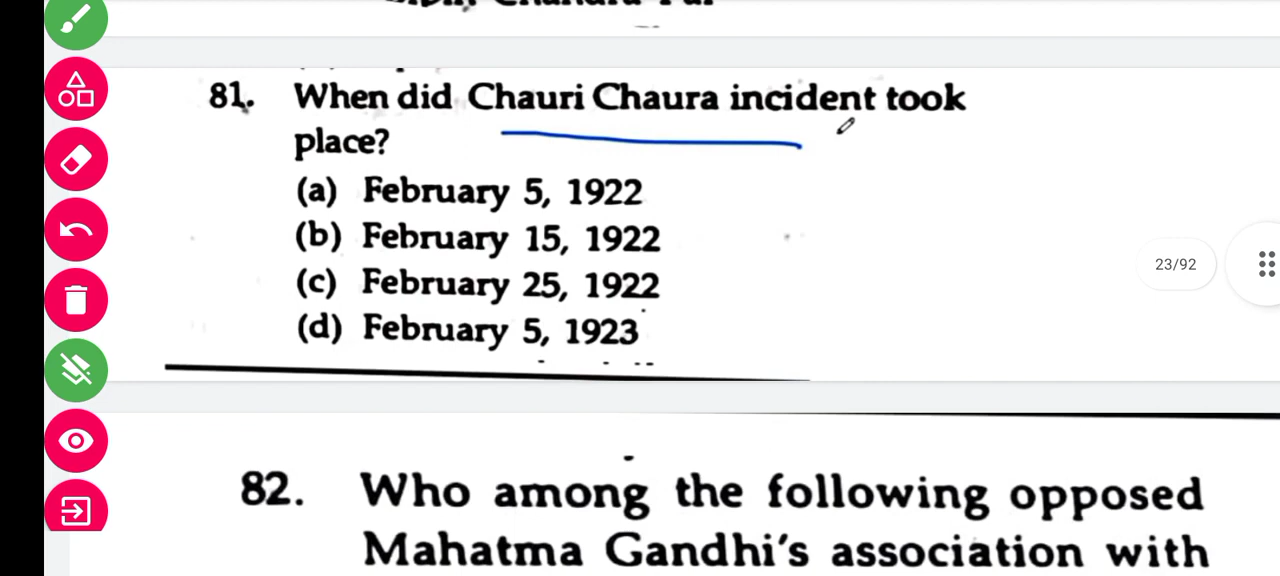 81. When did Chauri Chaura incident took
place?
(a) February 5, 1922
(b) February 15, 1922
(c) February 25, 1922
(d) February 5, 1923
23/92
82. Who among the following opposed
Mahatma Gandhi's association with